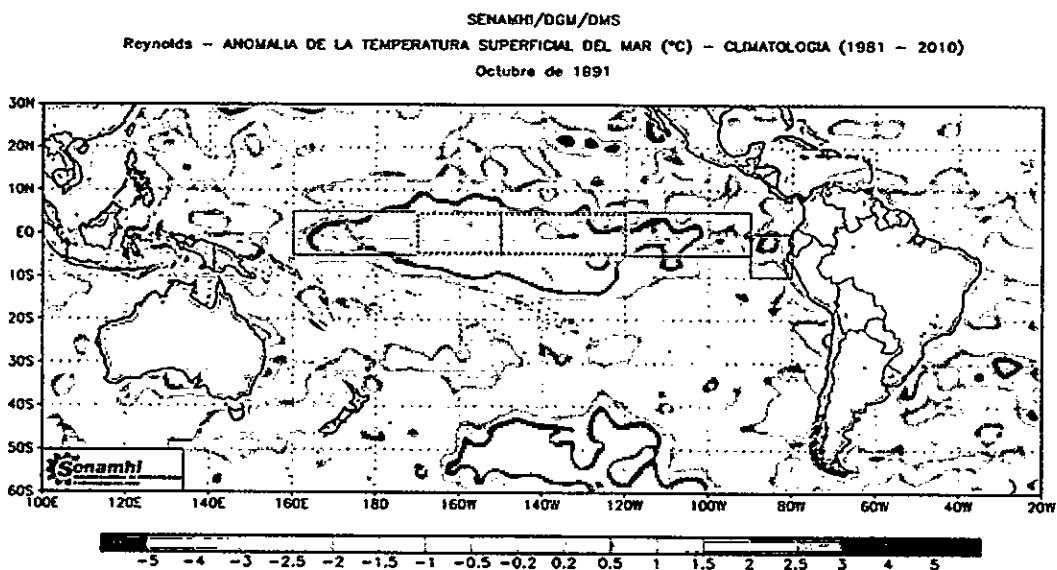 SENAMHI/DGM/DMS
Reynolds - ANOMALIA DE LA TEMPERATURA SUPERFICIAL DEL MAR (°C) - CLIMATOLOGIA (1981 - 2010)
Octubre de 1891
30N
20N
10N
EQ
10S
20S
30S
40S
50S
60S
Senamhi
100E 120E 140E 160E 180 160W 140W 120W 100W 80W 60W 40W 20W
-5 -4 -3 -2.5 -2 -1.5 -1 -0.5 -0.2 0.2 0.5 1 1.5 2 2.5 3 4 5